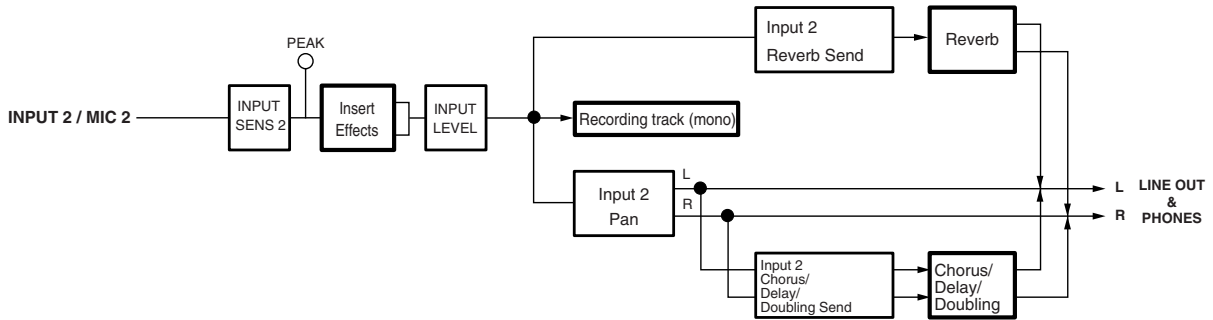 PEAK
INPUT 2 / MIC 2
INPUT
SENS 2
Insert
Effects
INPUT
LEVEL
Input 2
Reverb Send
Reverb
Recording track (mono)
Input 2
Pan
L
R
Input 2
Chorus/
Delay/
Doubling Send
Chorus/
Delay/
Doubling
L
R
LINE OUT
&
PHONES